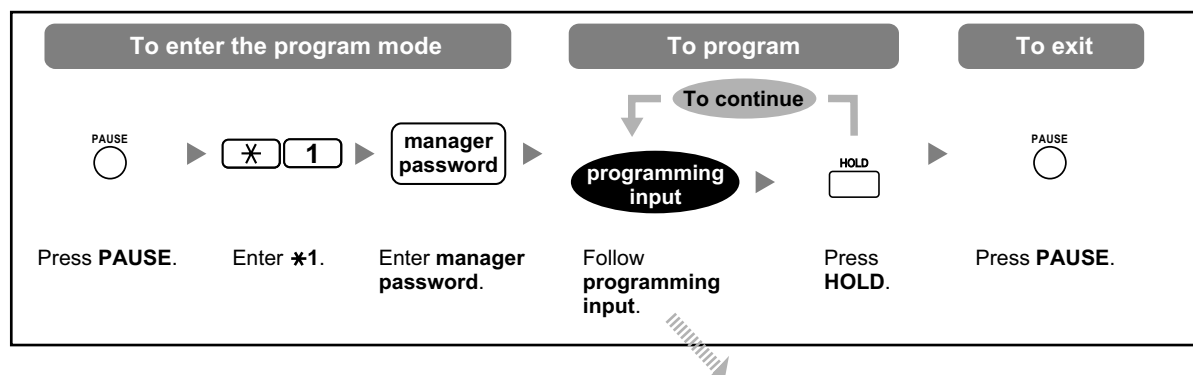 To enter the program mode
To program
To exit
To continue
PAUSE
✳ 1
manager
password
programming
input
HOLD
PAUSE
Press PAUSE.
Enter ✳1.
Enter manager
password.
Follow
programming
input.
Press
HOLD.
Press PAUSE.